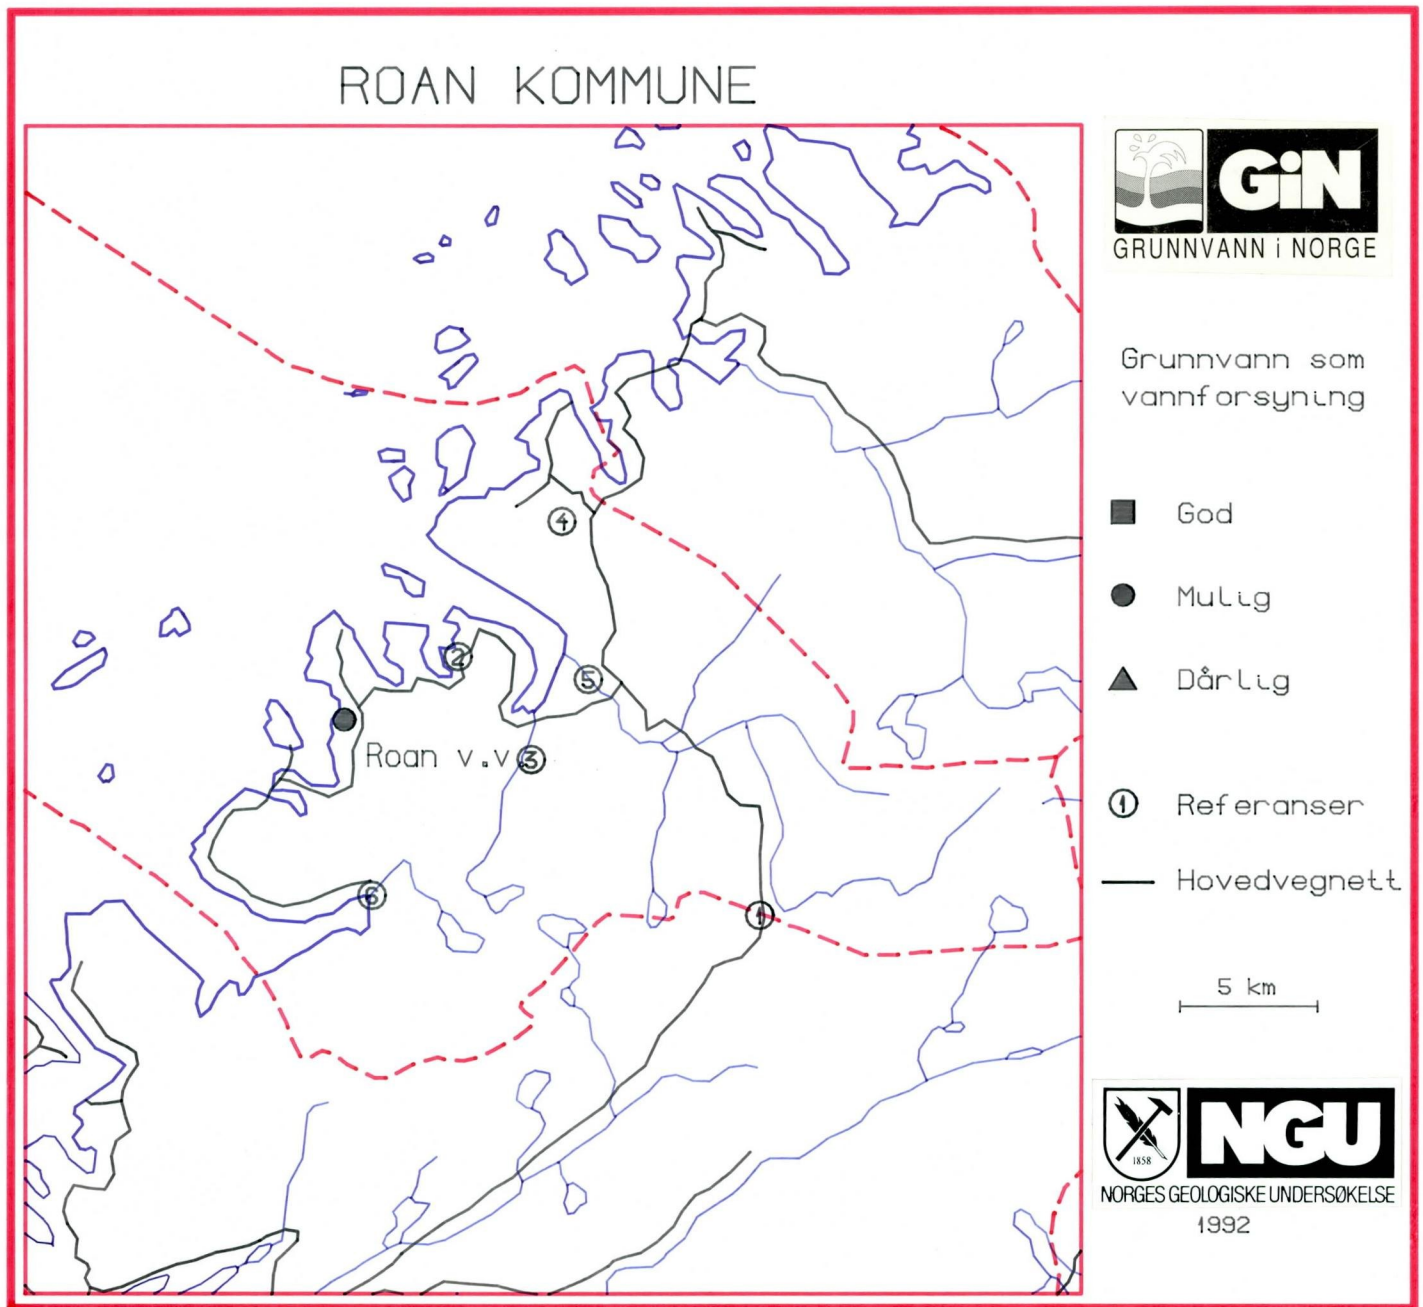 ROAN KOMMUNE
GiN
GRUNNVANN i NORGE
Grunnvann som
vannforsyning
God
Mulig
Dårlig
1 Referanser
Hovedvegnett
5 km
4
2
5
Roan v.v 3
6
1
1858
NGU
NORGES GEOLOGISKE UNDERSØKELSE
1992